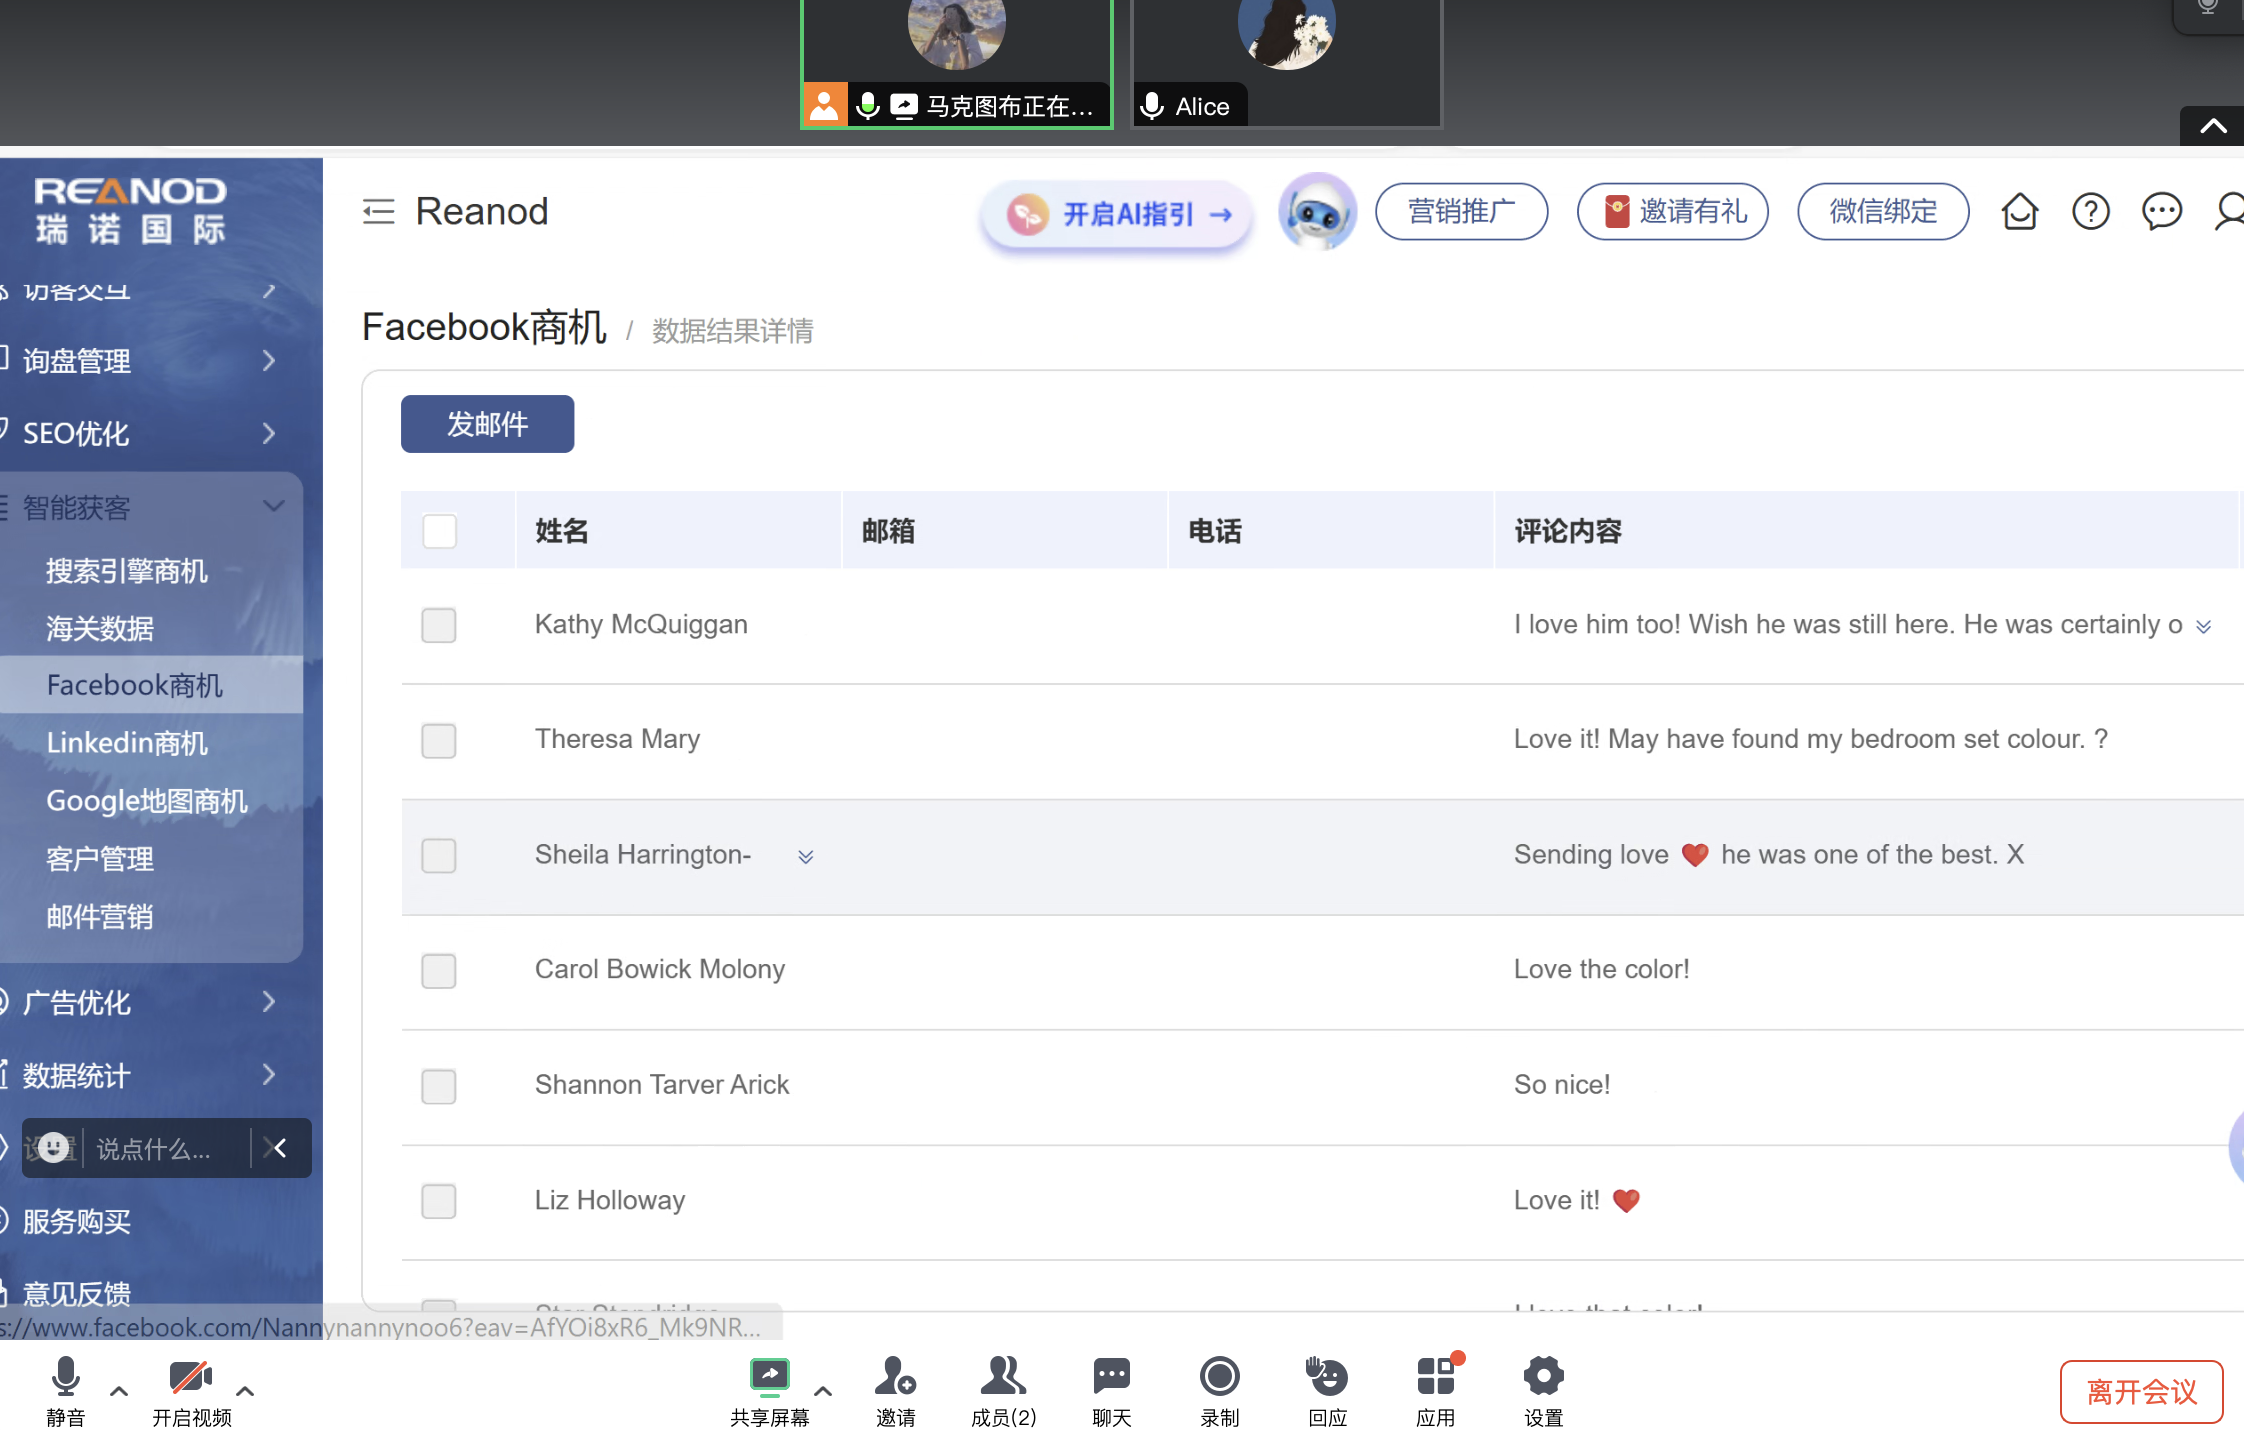 马克图布正在...
Alice
REANOD
瑞诺国际
Reanod
开启AI指引 →
营销推广
邀请有礼
微信绑定
访客交互
询盘管理
SEO优化
智能获客
搜索引擎商机
海关数据
Facebook商机
Linkedin商机
Google地图商机
客户管理
邮件营销
广告优化
数据统计
设置
说点什么...
服务购买
意见反馈
Facebook商机 / 数据结果详情
发邮件
姓名 邮箱 电话 评论内容
Kathy McQuiggan I love him too! Wish he was still here. He was certainly o
Theresa Mary Love it! May have found my bedroom set colour. ?
Sheila Harrington- Sending love ❤️ he was one of the best. X
Carol Bowick Molony Love the color!
Shannon Tarver Arick So nice!
Liz Holloway Love it! ❤️
s://www.facebook.com/Nannynannynoo6?eav=AfYOi8xR6_Mk9NR...
静音
开启视频
共享屏幕
邀请
成员(2)
聊天
录制
回应
应用
设置
离开会议